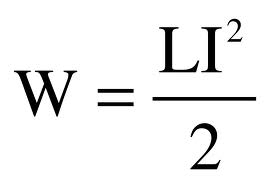 W = LI²/2